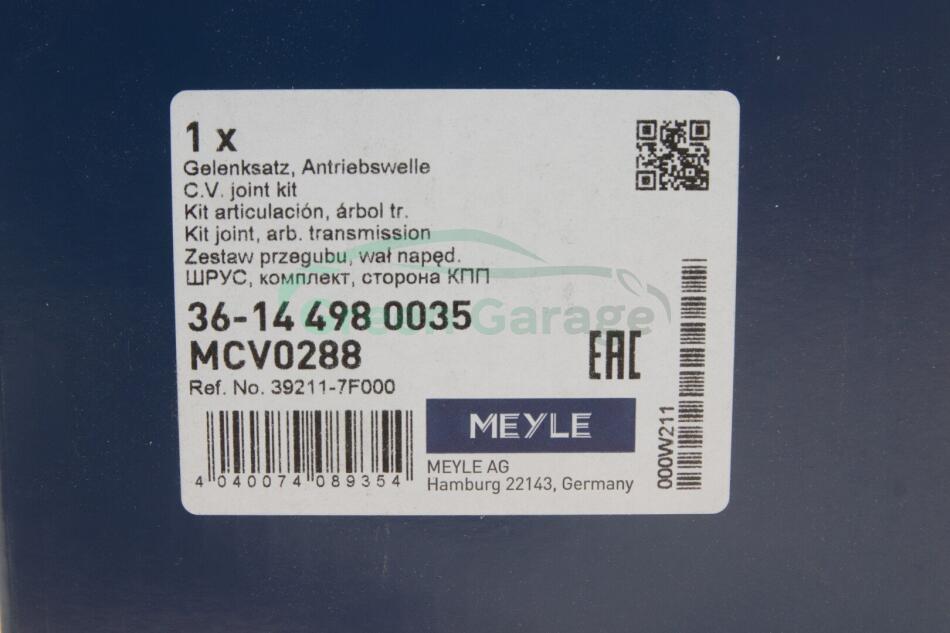 1 x
Gelenksatz, Antriebswelle
C.V. joint kit
Kit articulación, árbol tr.
Kit joint, arb. transmission
Zestaw przegubu, wał napęd.
ШРУС, комплект, сторона КПП
36-14 498 0035
Green Garage
MCV0288
EAC
Ref. No. 39211-7F000
4 040074 089354
MEYLE
MEYLE AG
Hamburg 22143, Germany
000W211